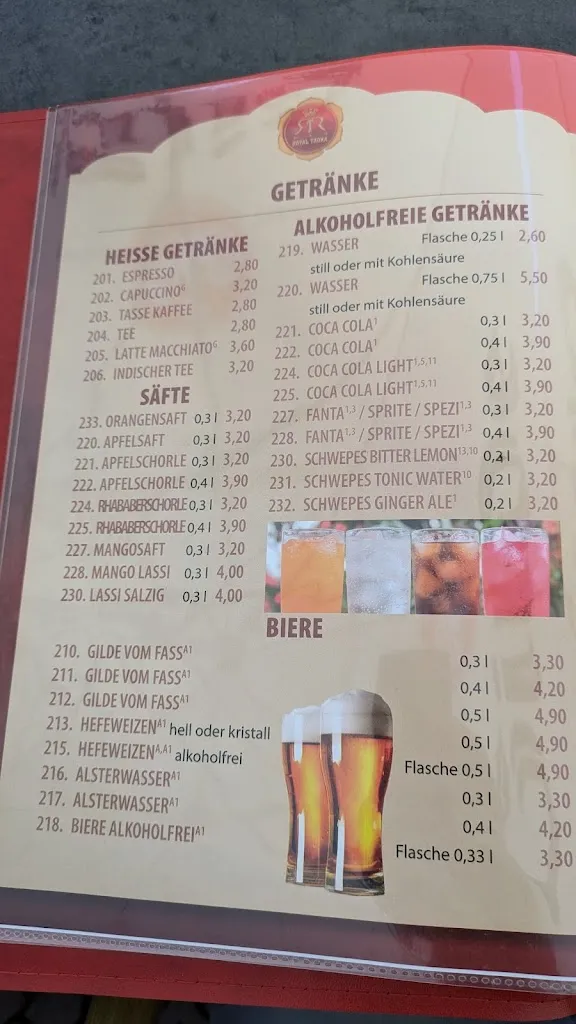 ROYAL TANRA
GETRÄNKE
HEISSE GETRÄNKE
201. ESPRESSO 2,80
202. CAPUCCINO⁶ 3,20
203. TASSE KAFFEE 2,80
204. TEE 2,80
205. LATTE MACCHIATO⁶ 3,60
206. INDISCHER TEE 3,20
SÄFTE
233. ORANGENSAFT 0,3 l 3,20
220. APFELSAFT 0,3 l 3,20
221. APFELSCHORLE 0,3 l 3,20
222. APFELSCHORLE 0,4 l 3,90
224. RHABABERSCHORLE 0,3 l 3,20
225. RHABABERSCHORLE 0,4 l 3,90
227. MANGOSAFT 0,3 l 3,20
228. MANGO LASSI 0,3 l 4,00
230. LASSI SALZIG 0,3 l 4,00
ALKOHOLFREIE GETRÄNKE
219. WASSER Flasche 0,25 l 2,60
still oder mit Kohlensäure
220. WASSER Flasche 0,75 l 5,50
still oder mit Kohlensäure
221. COCA COLA¹ 0,3 l 3,20
222. COCA COLA¹ 0,4 l 3,90
224. COCA COLA LIGHT¹,⁵,¹¹ 0,3 l 3,20
225. COCA COLA LIGHT¹,⁵,¹¹ 0,4 l 3,90
227. FANTA¹,³ / SPRITE / SPEZI¹,³ 0,3 l 3,20
228. FANTA¹,³ / SPRITE / SPEZI¹,³ 0,4 l 3,90
230. SCHWEPES BITTER LEMON¹³,¹⁰ 0,2 l 3,20
231. SCHWEPES TONIC WATER¹⁰ 0,2 l 3,20
232. SCHWEPES GINGER ALE¹ 0,2 l 3,20
BIERE
210. GILDE VOM FASSᴬ¹ 0,3 l 3,30
211. GILDE VOM FASSᴬ¹ 0,4 l 4,20
212. GILDE VOM FASSᴬ¹ 0,5 l 4,90
213. HEFEWEIZENᴬ¹ hell oder kristall 0,5 l 4,90
215. HEFEWEIZENᴬ,ᴬ¹ alkoholfrei Flasche 0,5 l 4,90
216. ALSTERWASSERᴬ¹ 0,3 l 3,30
217. ALSTERWASSERᴬ¹ 0,4 l 4,20
218. BIERE ALKOHOLFREIᴬ¹ Flasche 0,33 l 3,30